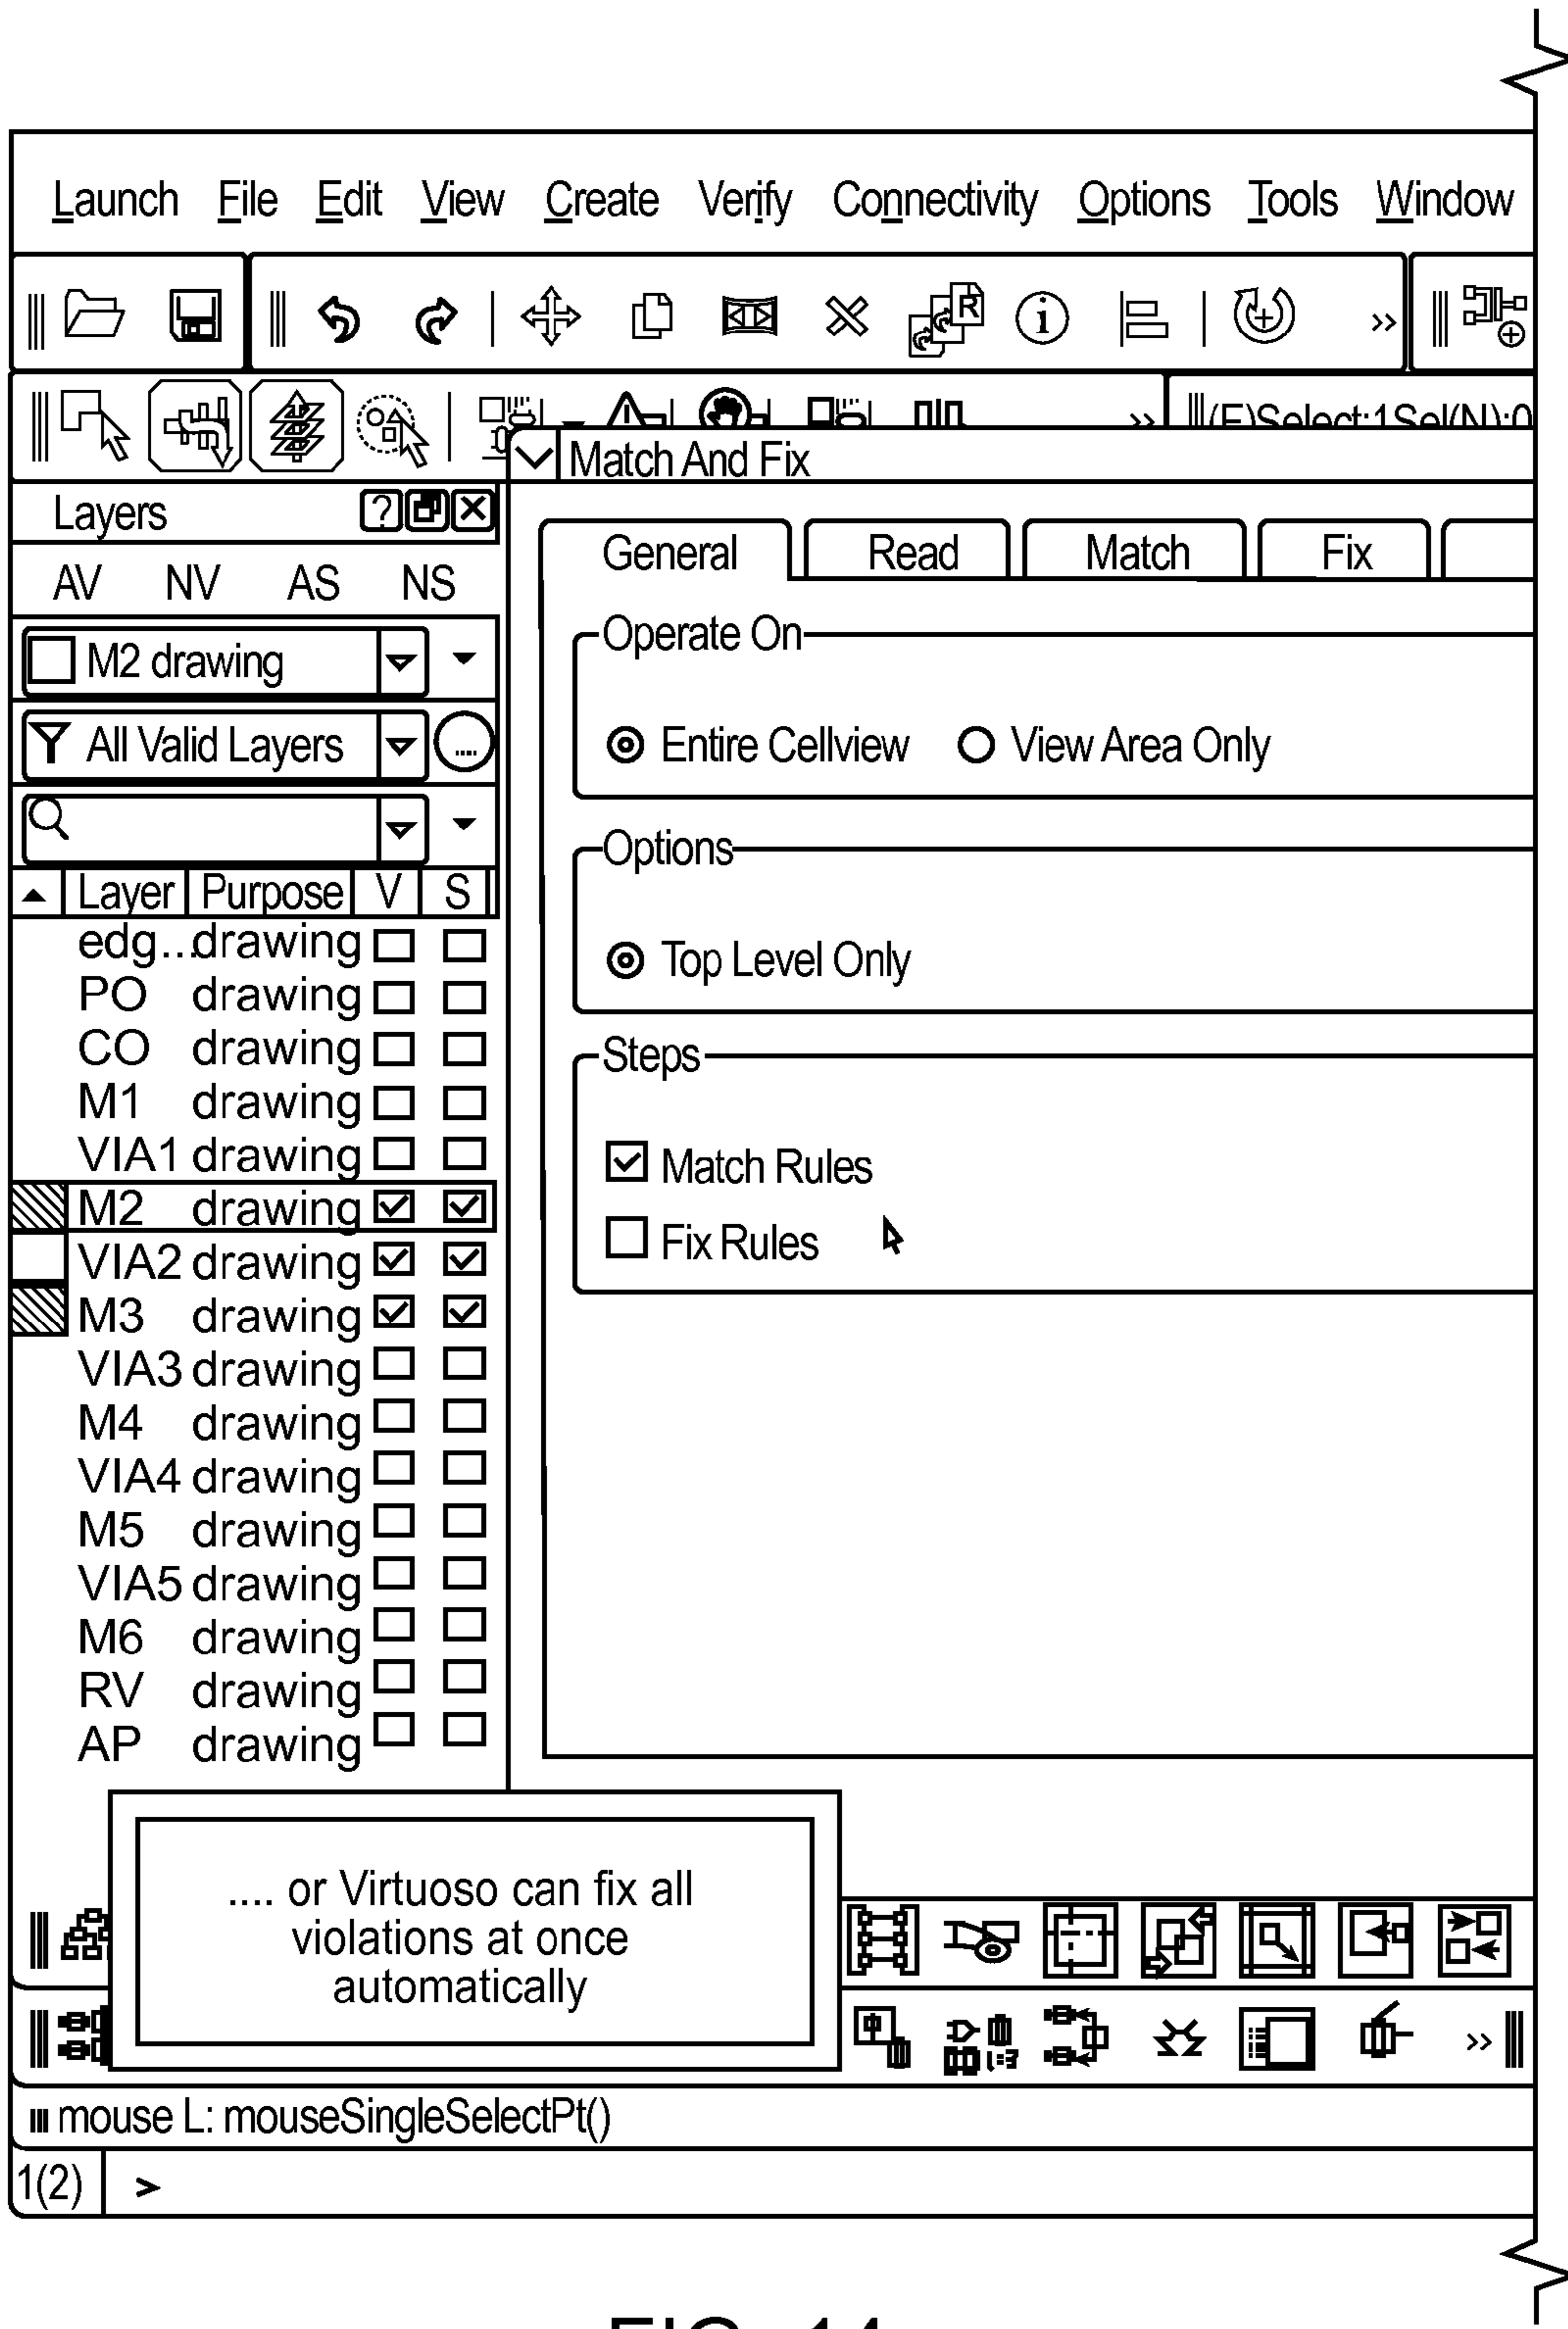 Launch File Edit View Create Verify Connectivity Options Tools Window
R i
(F)Select:1Sel(N):0
Match And Fix
Layers ?
AV NV AS NS
M2 drawing
All Valid Layers
Layer Purpose V S
edg...drawing
PO drawing
CO drawing
M1 drawing
VIA1 drawing
M2 drawing
VIA2 drawing
M3 drawing
VIA3 drawing
M4 drawing
VIA4 drawing
M5 drawing
VIA5 drawing
M6 drawing
RV drawing
AP drawing
General Read Match Fix
Operate On
Entire Cellview View Area Only
Options
Top Level Only
Steps
Match Rules
Fix Rules
.... or Virtuoso can fix all
violations at once
automatically
mouse L: mouseSingleSelectPt()
1(2) >